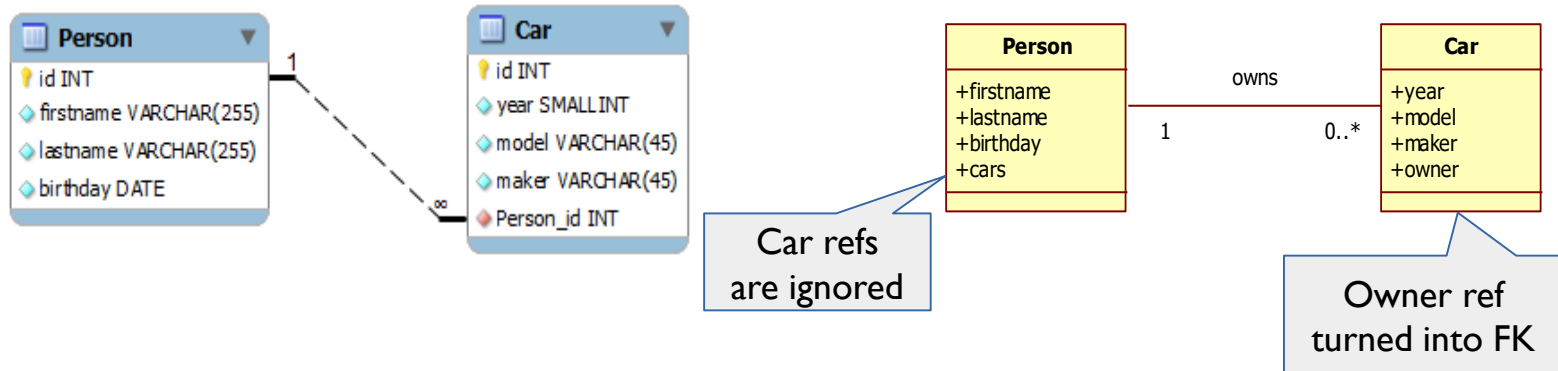 Person
id INT
firstname VARCHAR(255)
lastname VARCHAR(255)
birthday DATE
1
∞
Car
id INT
year SMALLINT
model VARCHAR(45)
maker VARCHAR(45)
Person_id INT
Person
+firstname
+lastname
+birthday
+cars
owns
1
0..*
Car
+year
+model
+maker
+owner
Car refs
are ignored
Owner ref
turned into FK